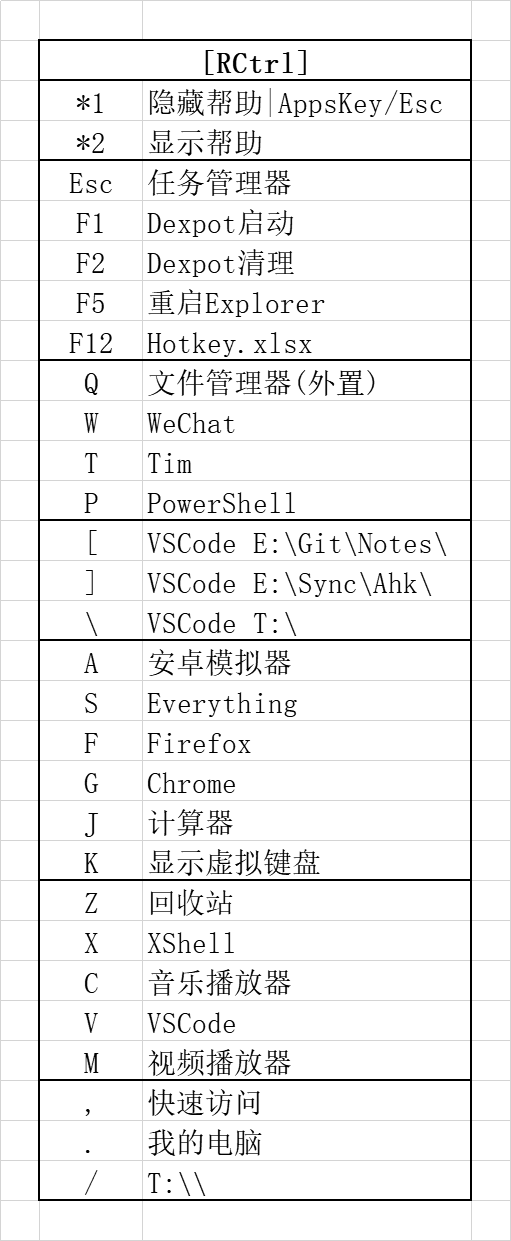 [RCtrl]
*1 隐藏帮助|AppsKey/Esc
*2 显示帮助
Esc 任务管理器
F1 Dexpot启动
F2 Dexpot清理
F5 重启Explorer
F12 Hotkey.xlsx
Q 文件管理器(外置)
W WeChat
T Tim
P PowerShell
[ VSCode E:\Git\Notes\
] VSCode E:\Sync\Ahk\
\ VSCode T:\
A 安卓模拟器
S Everything
F Firefox
G Chrome
J 计算器
K 显示虚拟键盘
Z 回收站
X XShell
C 音乐播放器
V VSCode
M 视频播放器
, 快速访问
. 我的电脑
/ T:\\